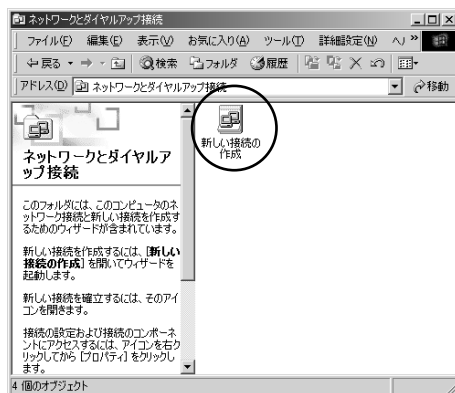 ネットワークとダイヤルアップ接続
ファイル(F) 編集(E) 表示(V) お気に入り(A) ツール(T) 詳細設定(N) ヘ) »
戻る 検索 フォルダ 履歴
アドレス(D) ネットワークとダイヤルアップ接続 移動
新しい接続の
作成
ネットワークとダイヤルア
ップ接続
このフォルダには、このコンピュータのネ
ットワーク接続と新しい接続を作成す
るためのウィザードが含まれています。
新しい接続を作成するには、[新しい
接続の作成] を開いてウィザードを
起動します。
新しい接続を確立するには、そのアイ
コンを開きます。
接続の設定および接続のコンポーネ
ントにアクセスするには、アイコンを右ク
リックしてから [プロパティ] をクリックし
ます。
4 個のオブジェクト